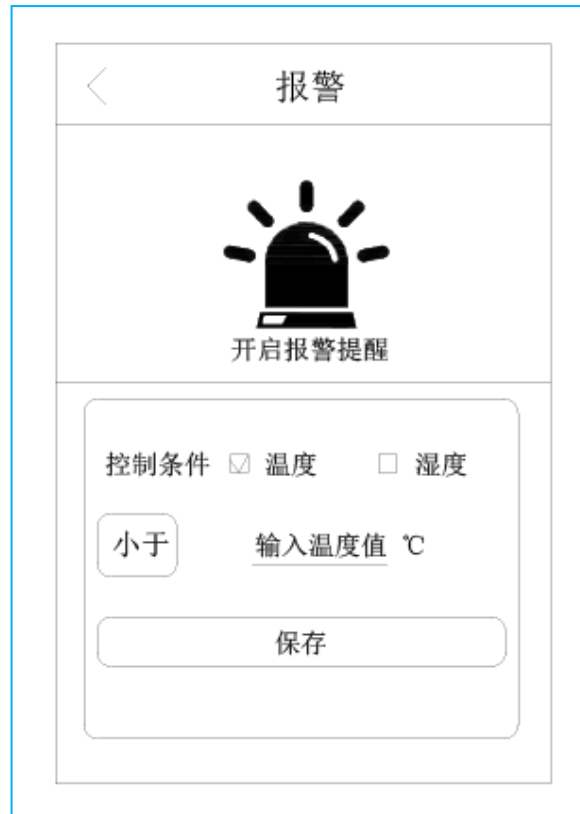 报警
开启报警提醒
控制条件 温度 湿度
小于 输入温度值 ℃
保存